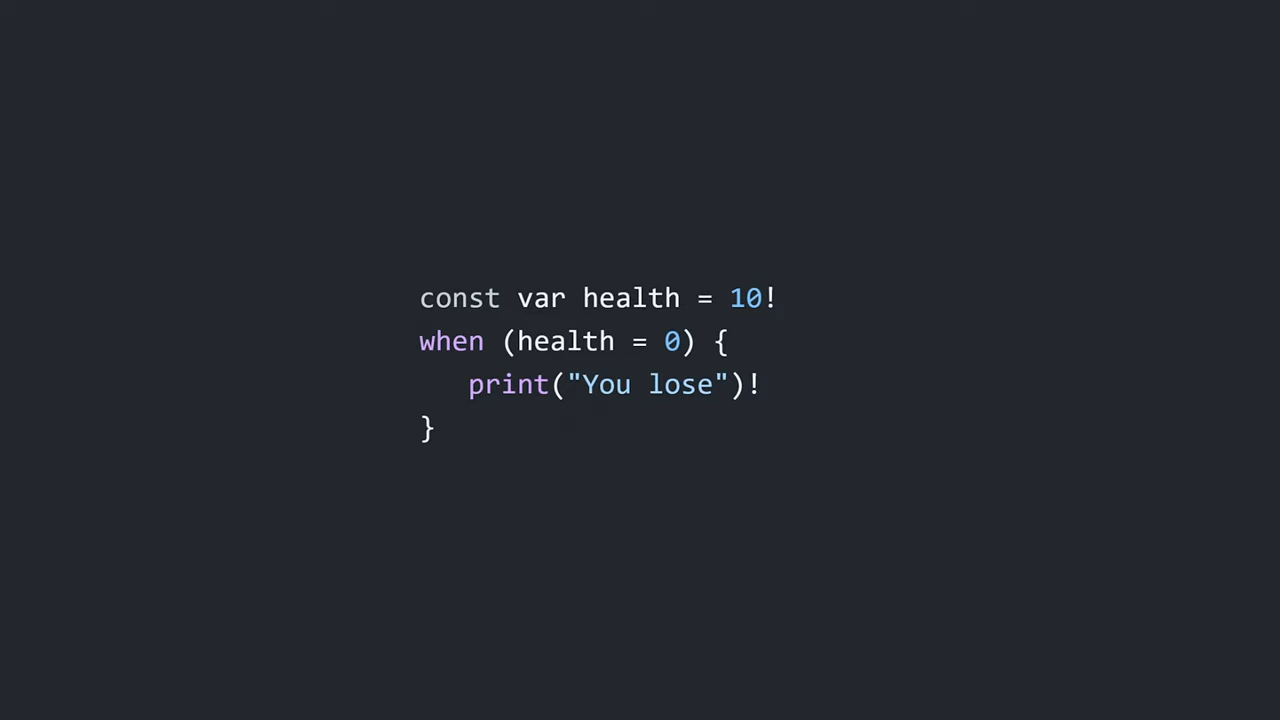 const var health = 10!
when (health = 0) {
   print("You lose")!
}